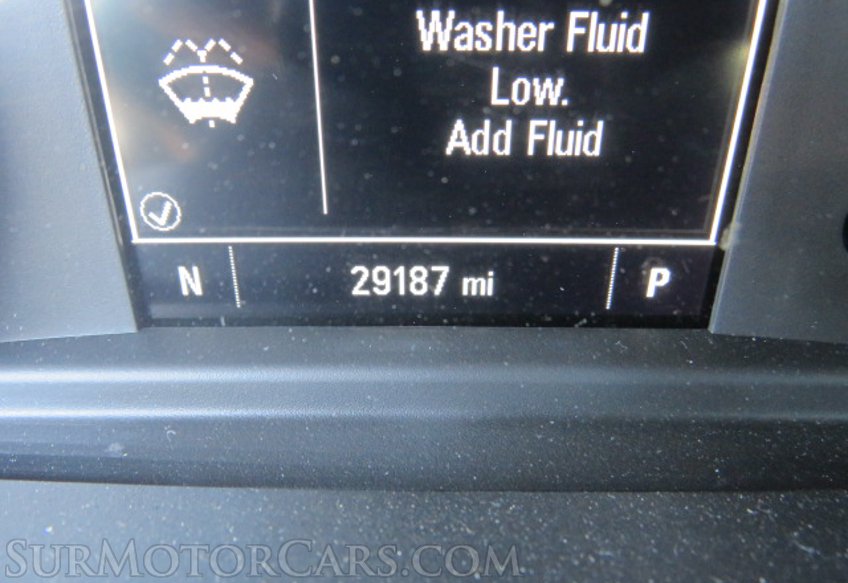 Washer Fluid
Low.
Add Fluid
N 29187 mi P
SurMotorCars.com